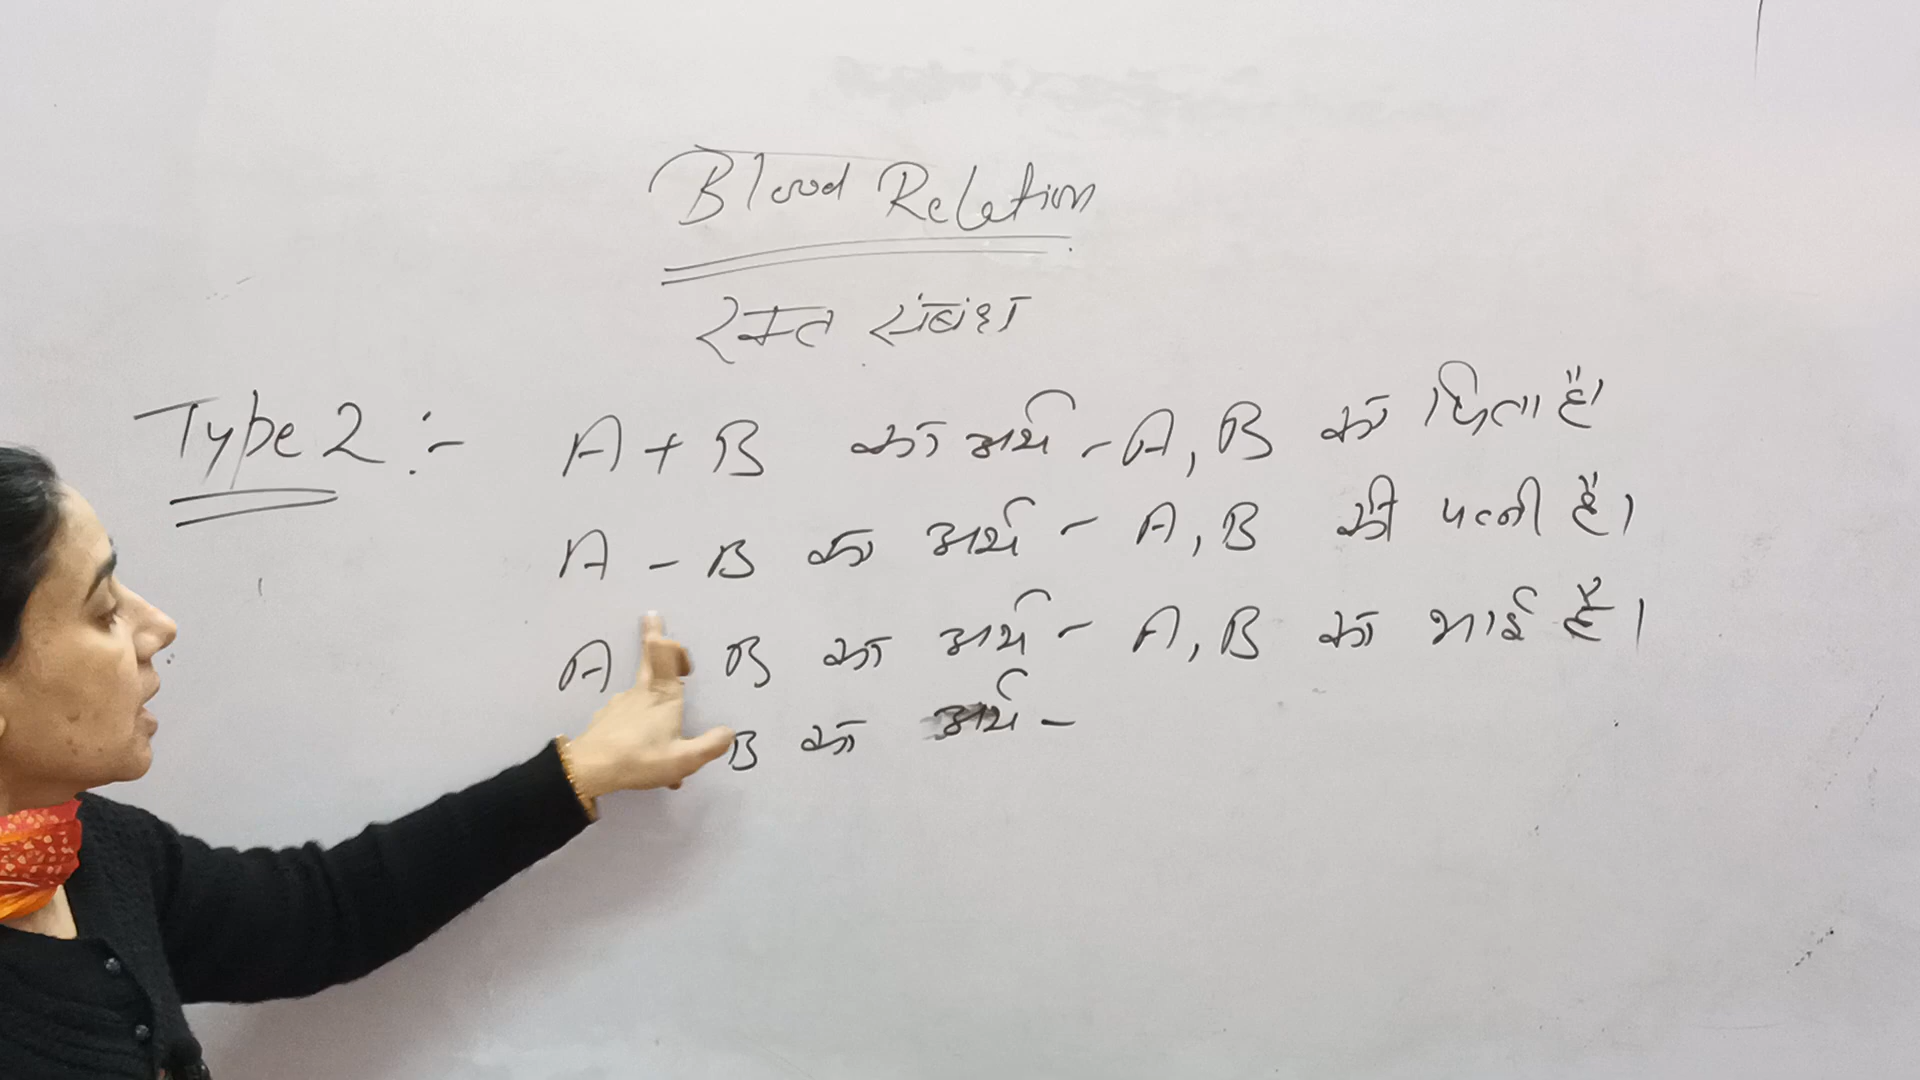 Blood Relation
रक्त संबंध
Type 2 :-
A + B का अर्थ - A, B का पिता है।
A - B का अर्थ - A, B की पत्नी है।
A B का अर्थ - A, B का भाई है।
B का अर्थ -